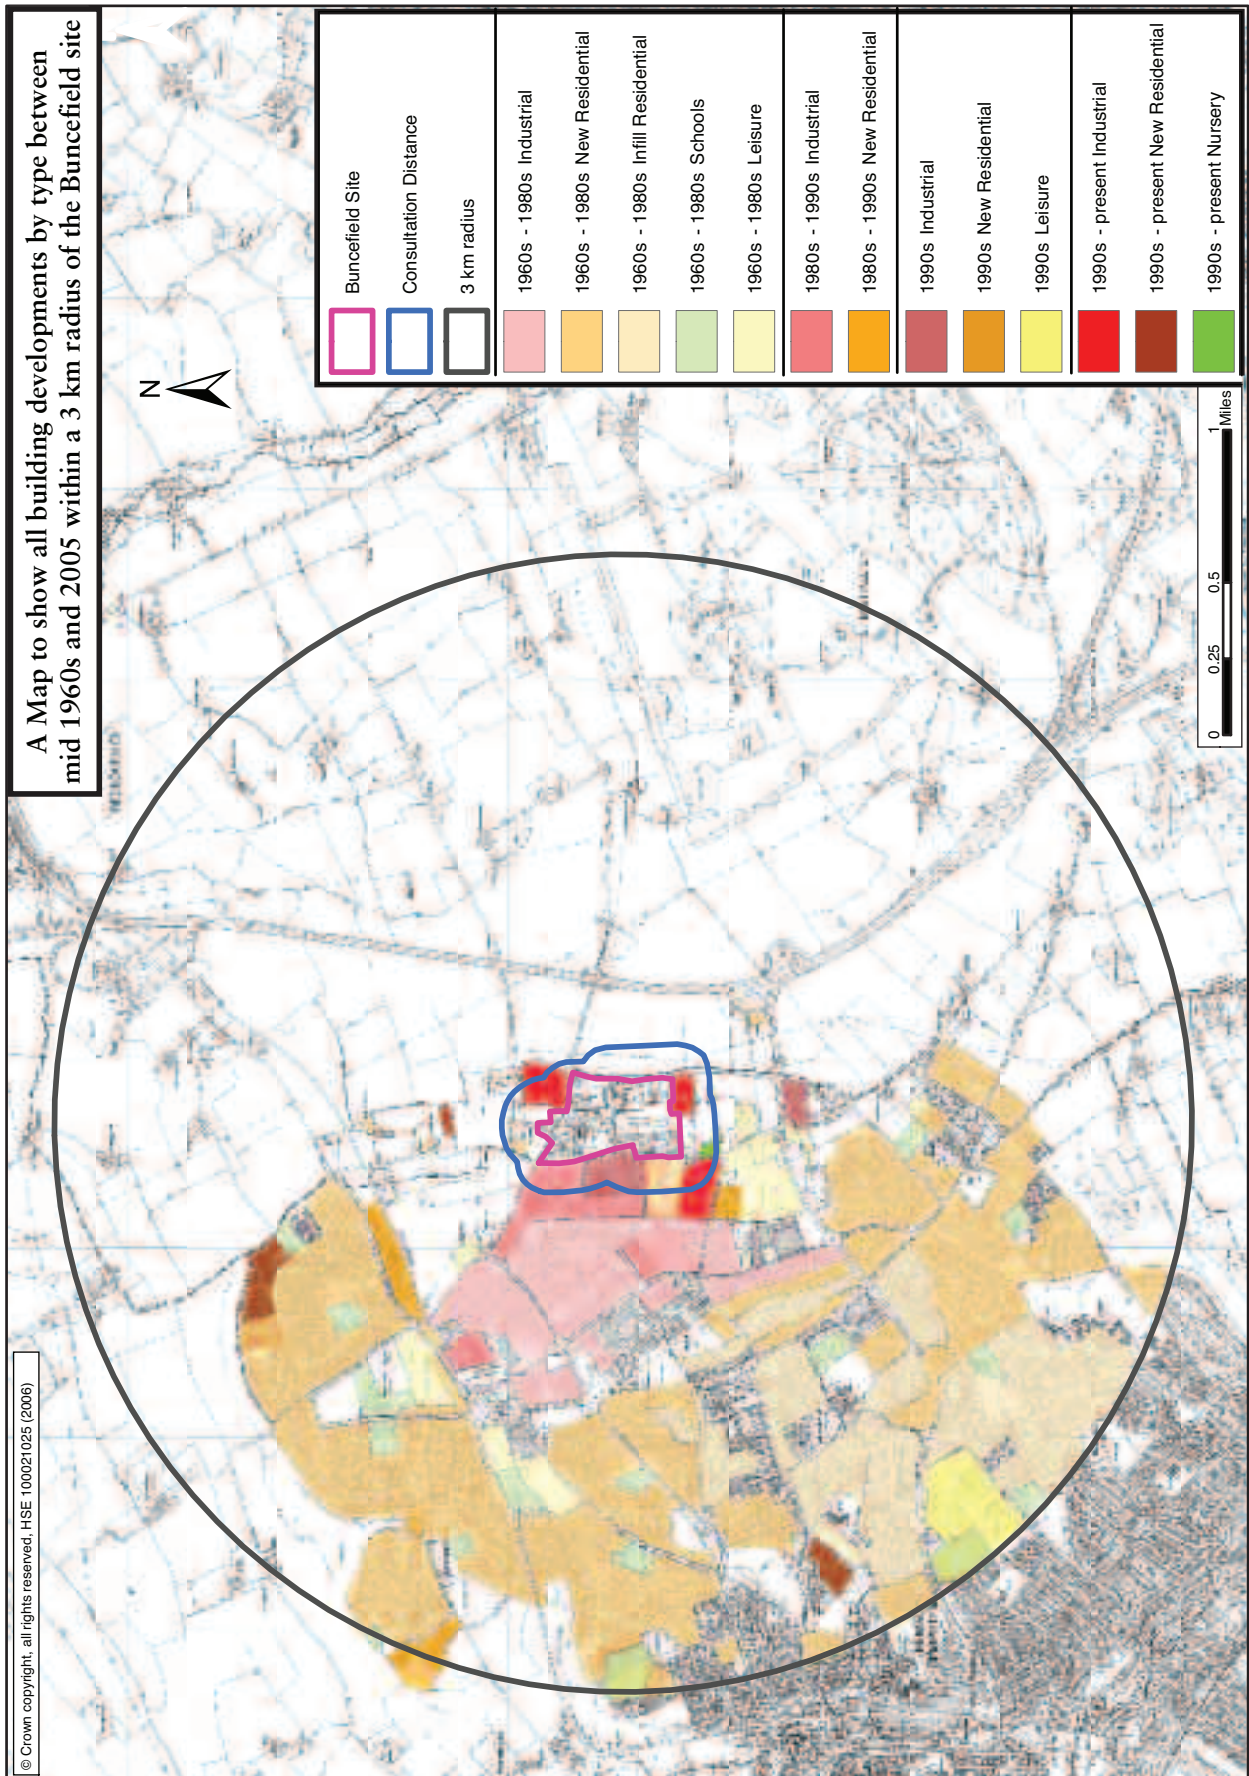 A Map to show all building developments by type between
mid 1960s and 2005 within a 3 km radius of the Buncefield site
N
Buncefield Site
Consultation Distance
3 km radius
1960s - 1980s Industrial
1960s - 1980s New Residential
1960s - 1980s Infill Residential
1960s - 1980s Schools
1960s - 1980s Leisure
1980s - 1990s Industrial
1980s - 1990s New Residential
1990s Industrial
1990s New Residential
1990s Leisure
1990s - present Industrial
1990s - present New Residential
1990s - present Nursery
0 0.25 0.5 1
Miles
© Crown copyright, all rights reserved, HSE 100021025 (2006)